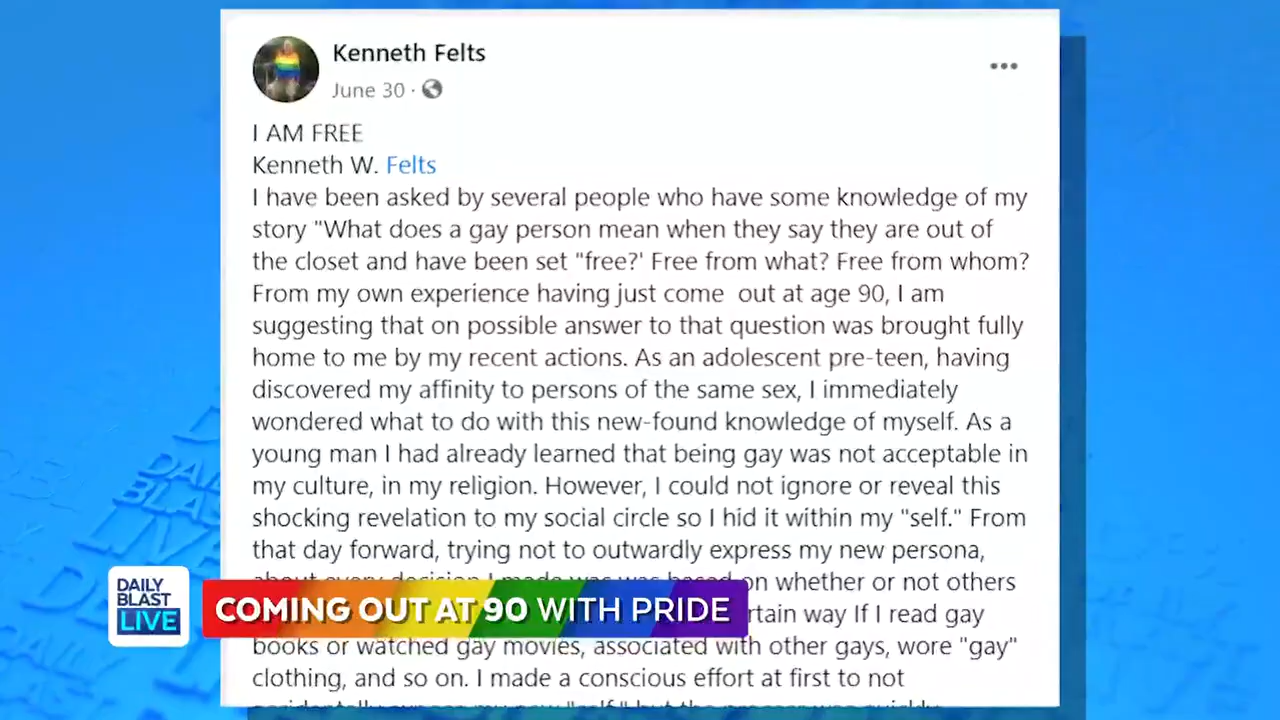 Kenneth Felts
June 30 ·
I AM FREE
Kenneth W. Felts
I have been asked by several people who have some knowledge of my
story "What does a gay person mean when they say they are out of
the closet and have been set "free?' Free from what? Free from whom?
From my own experience having just come out at age 90, I am
suggesting that on possible answer to that question was brought fully
home to me by my recent actions. As an adolescent pre-teen, having
discovered my affinity to persons of the same sex, I immediately
wondered what to do with this new-found knowledge of myself. As a
young man I had already learned that being gay was not acceptable in
my culture, in my religion. However, I could not ignore or reveal this
shocking revelation to my social circle so I hid it within my "self." From
that day forward, trying not to outwardly express my new persona,
about every decision I made was was based on whether or not others
way If I read gay
books or watched gay movies, associated with other gays, wore "gay"
clothing, and so on. I made a conscious effort at first to not
DAILY
BLAST
LIVE
COMING OUT AT 90 WITH PRIDE
DAILY
BLAST
LIVE